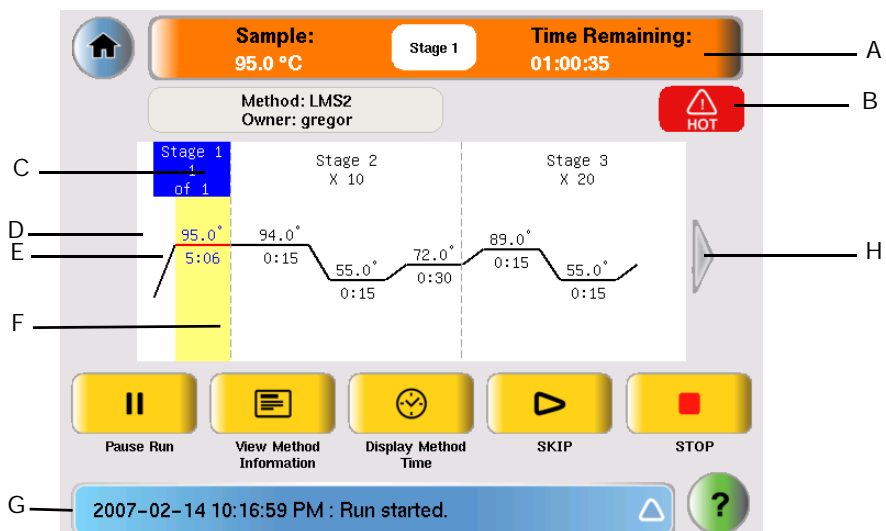 Sample:
95.0 °C
Stage 1
Time Remaining:
01:00:35
A
Method: LMS2
Owner: gregor
HOT
B
Stage 1
1
of 1
Stage 2
X 10
Stage 3
X 20
C
D
E
95.0°
5:06
94.0°
0:15
55.0°
0:15
72.0°
0:30
89.0°
0:15
55.0°
0:15
H
F
Pause Run
View Method
Information
Display Method
Time
SKIP
STOP
G
2007-02-14 10:16:59 PM : Run started.
?